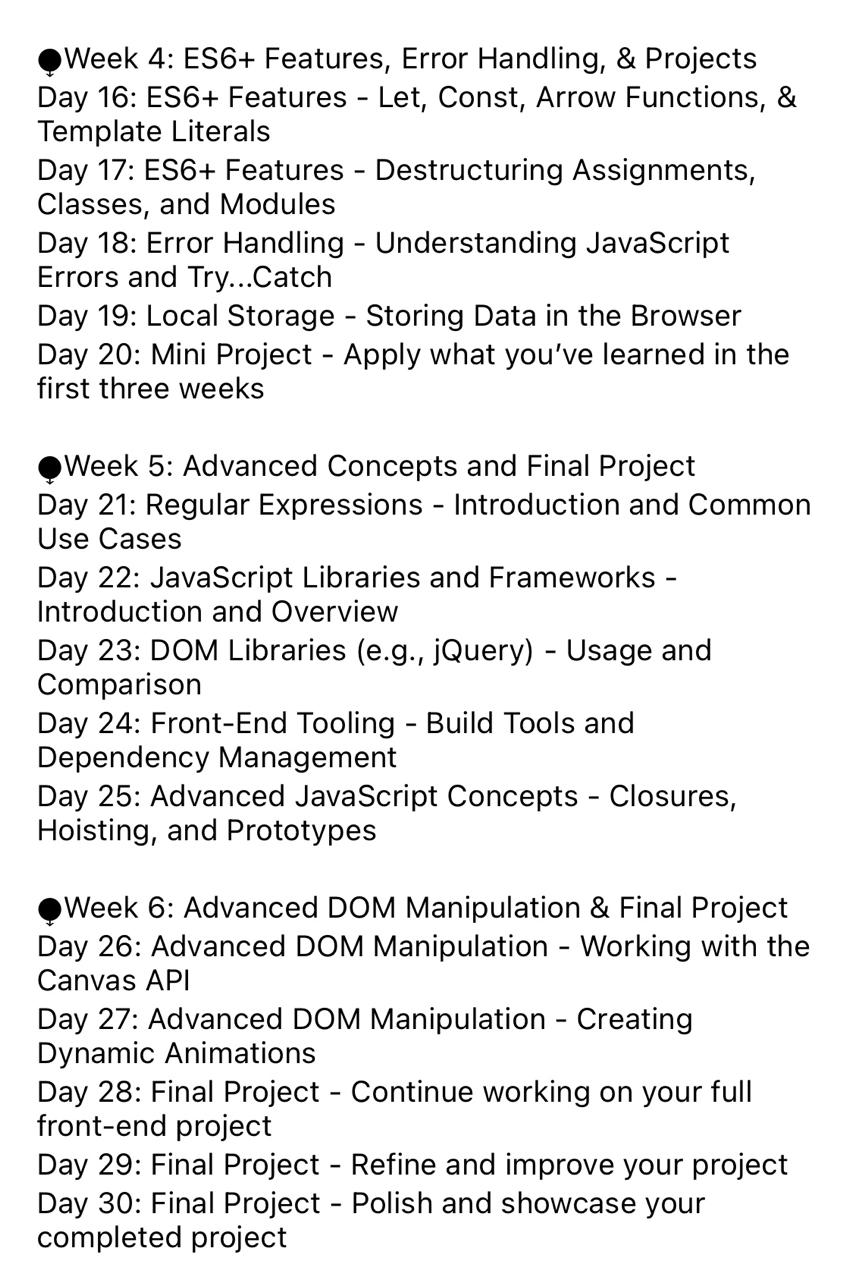 Week 4: ES6+ Features, Error Handling, & Projects
Day 16: ES6+ Features - Let, Const, Arrow Functions, &
Template Literals
Day 17: ES6+ Features - Destructuring Assignments,
Classes, and Modules
Day 18: Error Handling - Understanding JavaScript
Errors and Try...Catch
Day 19: Local Storage - Storing Data in the Browser
Day 20: Mini Project - Apply what you’ve learned in the
first three weeks
Week 5: Advanced Concepts and Final Project
Day 21: Regular Expressions - Introduction and Common
Use Cases
Day 22: JavaScript Libraries and Frameworks -
Introduction and Overview
Day 23: DOM Libraries (e.g., jQuery) - Usage and
Comparison
Day 24: Front-End Tooling - Build Tools and
Dependency Management
Day 25: Advanced JavaScript Concepts - Closures,
Hoisting, and Prototypes
Week 6: Advanced DOM Manipulation & Final Project
Day 26: Advanced DOM Manipulation - Working with the
Canvas API
Day 27: Advanced DOM Manipulation - Creating
Dynamic Animations
Day 28: Final Project - Continue working on your full
front-end project
Day 29: Final Project - Refine and improve your project
Day 30: Final Project - Polish and showcase your
completed project